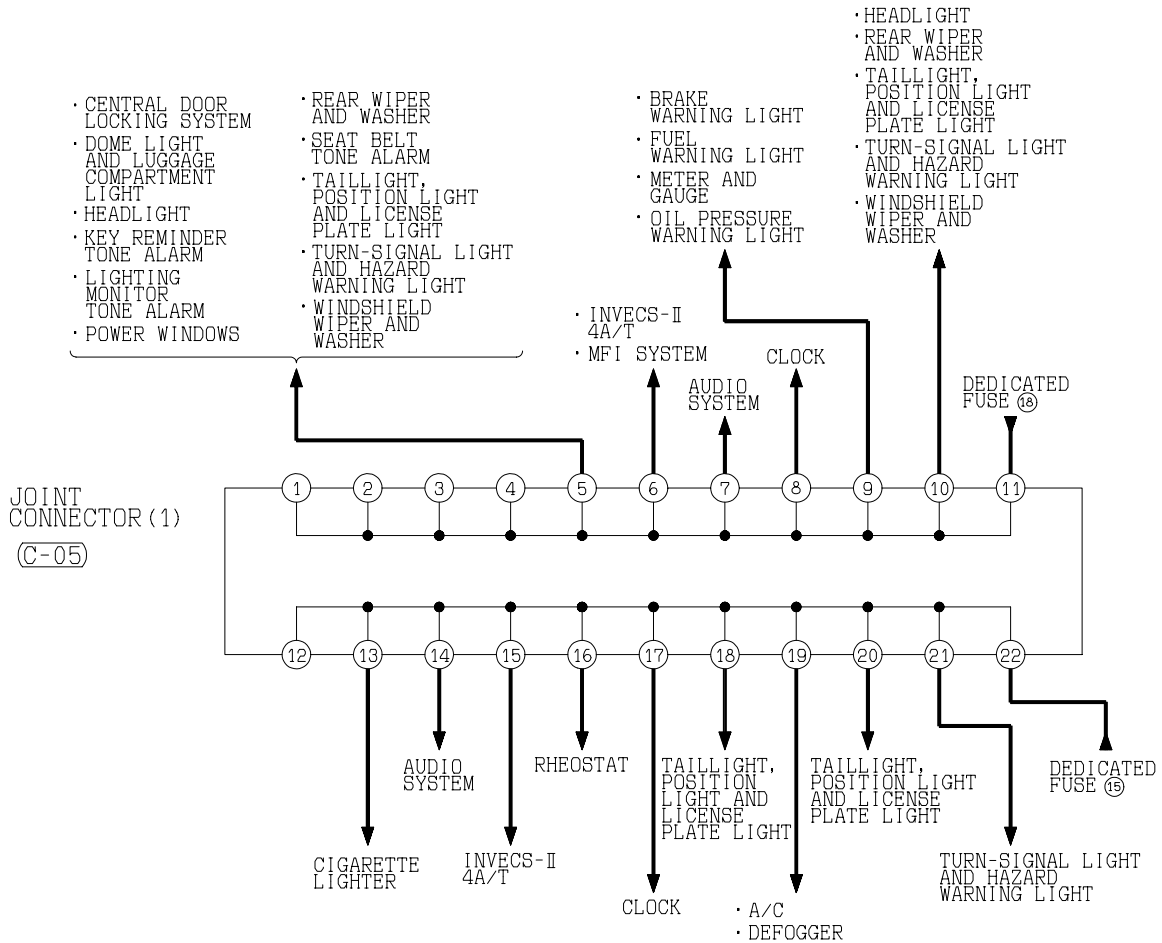 · CENTRAL DOOR
LOCKING SYSTEM
· DOME LIGHT
AND LUGGAGE
COMPARTMENT
LIGHT
· HEADLIGHT
· KEY REMINDER
TONE ALARM
· LIGHTING
MONITOR
TONE ALARM
· POWER WINDOWS
· REAR WIPER
AND WASHER
· SEAT BELT
TONE ALARM
· TAILLIGHT,
POSITION LIGHT
AND LICENSE
PLATE LIGHT
· TURN-SIGNAL LIGHT
AND HAZARD
WARNING LIGHT
· WINDSHIELD
WIPER AND
WASHER
· INVECS-Ⅱ
4A/T
· MFI SYSTEM
AUDIO
SYSTEM
CLOCK
· BRAKE
WARNING LIGHT
· FUEL
WARNING LIGHT
· METER AND
GAUGE
· OIL PRESSURE
WARNING LIGHT
· HEADLIGHT
· REAR WIPER
AND WASHER
· TAILLIGHT,
POSITION LIGHT
AND LICENSE
PLATE LIGHT
· TURN-SIGNAL LIGHT
AND HAZARD
WARNING LIGHT
· WINDSHIELD
WIPER AND
WASHER
DEDICATED
FUSE ⑱
JOINT
CONNECTOR(1)
C-05
1 2 3 4 5 6 7 8 9 10 11
12 13 14 15 16 17 18 19 20 21 22
CIGARETTE
LIGHTER
AUDIO
SYSTEM
INVECS-Ⅱ
4A/T
RHEOSTAT
CLOCK
TAILLIGHT,
POSITION
LIGHT AND
LICENSE
PLATE LIGHT
· A/C
· DEFOGGER
TAILLIGHT,
POSITION LIGHT
AND LICENSE
PLATE LIGHT
TURN-SIGNAL LIGHT
AND HAZARD
WARNING LIGHT
DEDICATED
FUSE ⑮